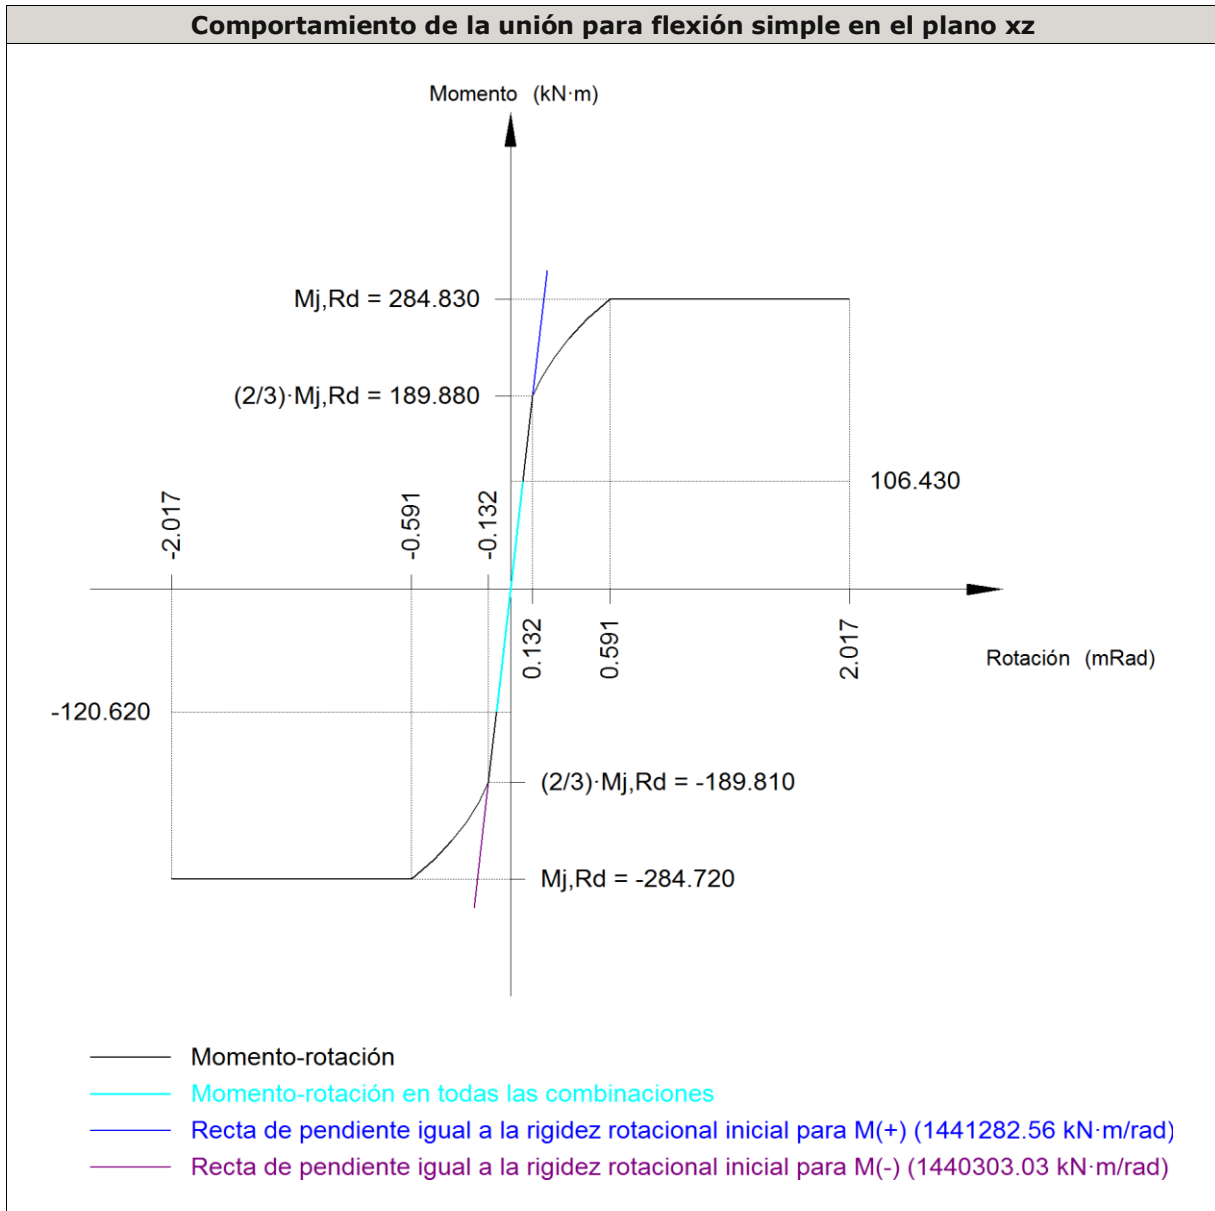 Comportamiento de la unión para flexión simple en el plano xz
Momento (kN·m)
Mj,Rd = 284.830
(2/3)·Mj,Rd = 189.880
106.430
-2.017
-0.591
-0.132
0.132
0.591
2.017
Rotación (mRad)
-120.620
(2/3)·Mj,Rd = -189.810
Mj,Rd = -284.720
Momento-rotación
Momento-rotación en todas las combinaciones
Recta de pendiente igual a la rigidez rotacional inicial para M(+) (1441282.56 kN·m/rad)
Recta de pendiente igual a la rigidez rotacional inicial para M(-) (1440303.03 kN·m/rad)